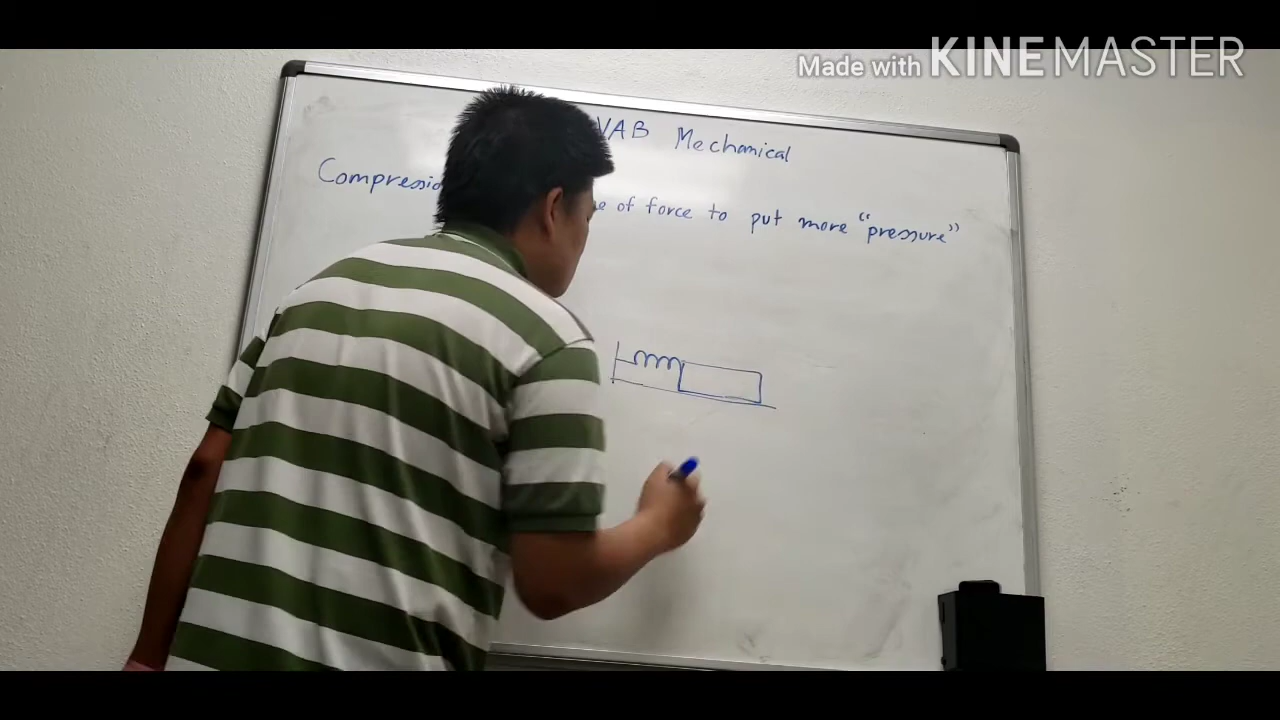 Made with KINEMASTER
VAB Mechanical
Compressio
of force to put more "pressure"